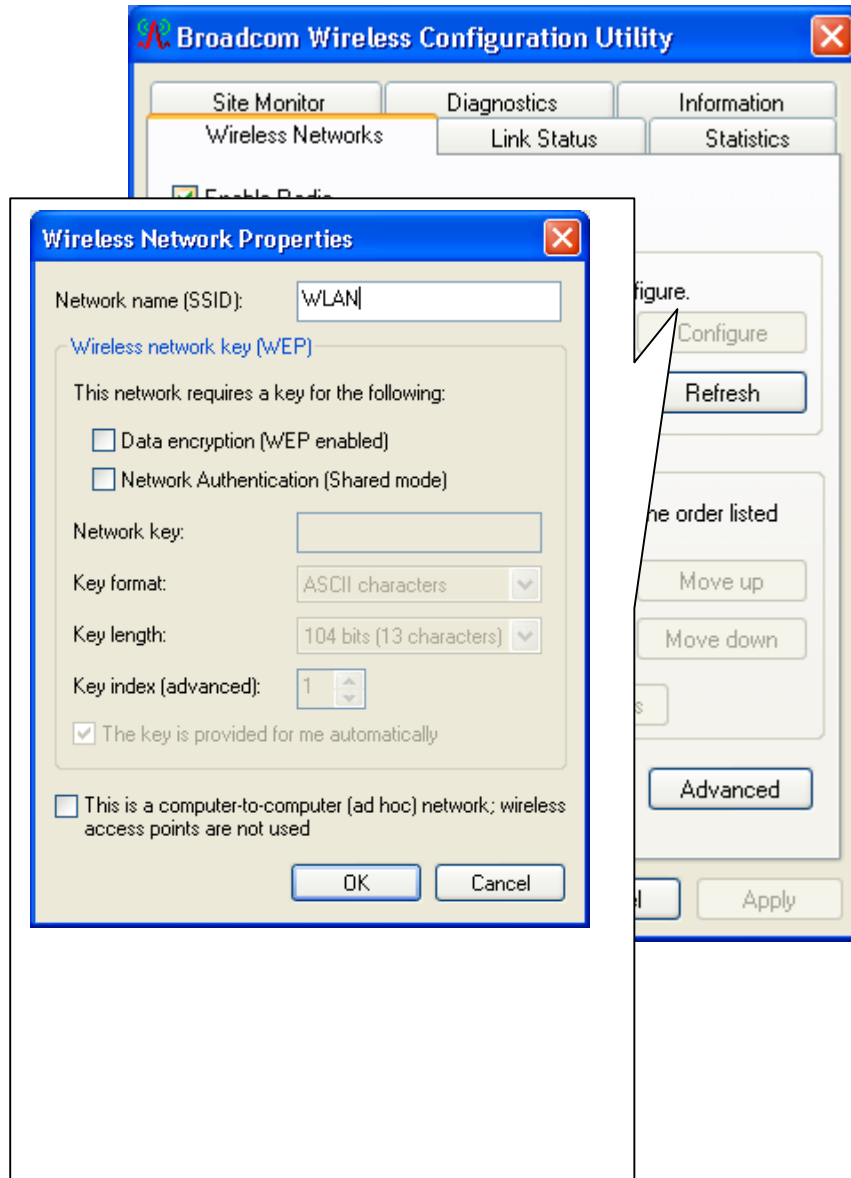 Broadcom Wireless Configuration Utility
Site Monitor
Diagnostics
Information
Wireless Networks
Link Status
Statistics
Wireless Network Properties
Network name (SSID):
WLAN
Wireless network key (WEP)
This network requires a key for the following:
Data encryption (WEP enabled)
Network Authentication (Shared mode)
Network key:
Key format:
ASCII characters
Key length:
104 bits (13 characters)
Key index (advanced):
1
The key is provided for me automatically
This is a computer-to-computer (ad hoc) network; wireless
access points are not used
OK
Cancel
Configure
Refresh
order listed
Move up
Move down
Advanced
Apply